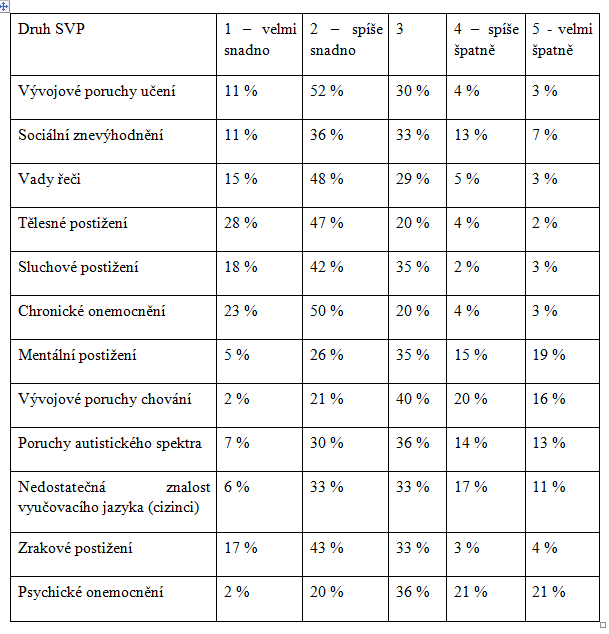 Druh SVP 1 – velmi snadno 2 – spíše snadno 3 4 – spíše špatně 5 - velmi špatně
Vývojové poruchy učení 11 % 52 % 30 % 4 % 3 %
Sociální znevýhodnění 11 % 36 % 33 % 13 % 7 %
Vady řeči 15 % 48 % 29 % 5 % 3 %
Tělesné postižení 28 % 47 % 20 % 4 % 2 %
Sluchové postižení 18 % 42 % 35 % 2 % 3 %
Chronické onemocnění 23 % 50 % 20 % 4 % 3 %
Mentální postižení 5 % 26 % 35 % 15 % 19 %
Vývojové poruchy chování 2 % 21 % 40 % 20 % 16 %
Poruchy autistického spektra 7 % 30 % 36 % 14 % 13 %
Nedostatečná znalost vyučovacího jazyka (cizinci) 6 % 33 % 33 % 17 % 11 %
Zrakové postižení 17 % 43 % 33 % 3 % 4 %
Psychické onemocnění 2 % 20 % 36 % 21 % 21 %